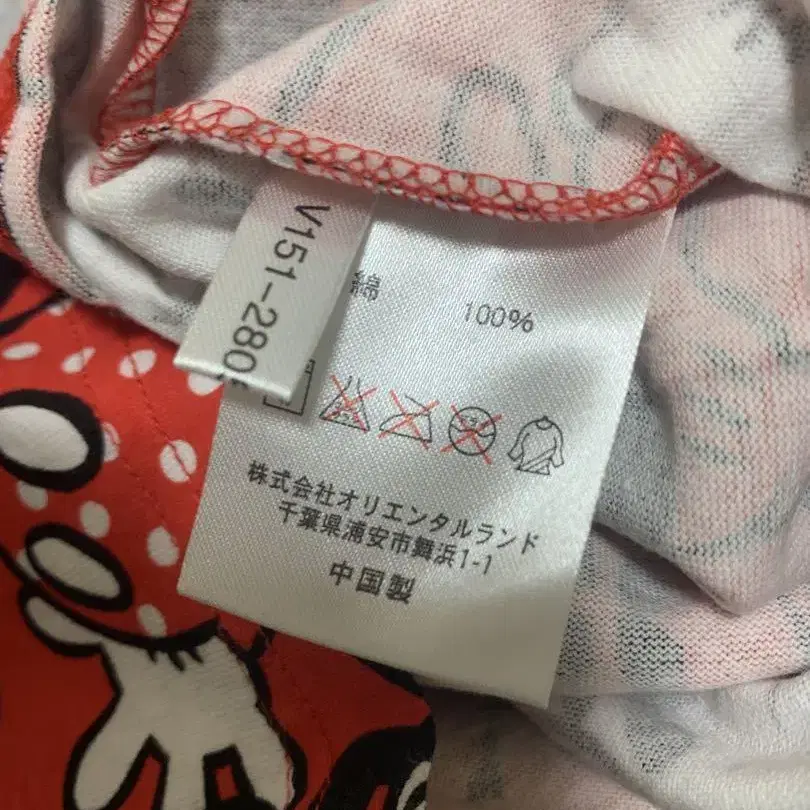 V151-280
綿 100%
株式会社オリエンタルランド
千葉県浦安市舞浜1-1
中国製